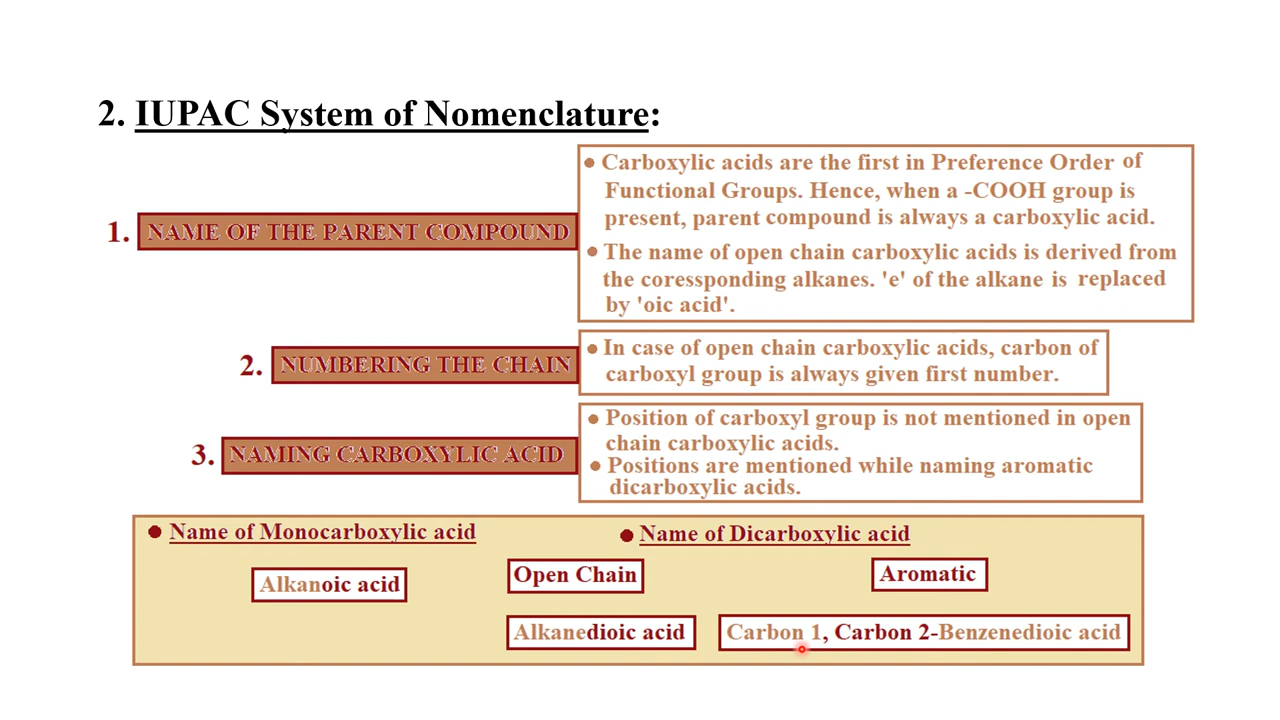 2. IUPAC System of Nomenclature:
1. NAME OF THE PARENT COMPOUND
• Carboxylic acids are the first in Preference Order of
Functional Groups. Hence, when a -COOH group is
present, parent compound is always a carboxylic acid.
• The name of open chain carboxylic acids is derived from
the coressponding alkanes. 'e' of the alkane is replaced
by 'oic acid'.
2. NUMBERING THE CHAIN
• In case of open chain carboxylic acids, carbon of
carboxyl group is always given first number.
3. NAMING CARBOXYLIC ACID
• Position of carboxyl group is not mentioned in open
chain carboxylic acids.
• Positions are mentioned while naming aromatic
dicarboxylic acids.
• Name of Monocarboxylic acid
Alkanoic acid
• Name of Dicarboxylic acid
Open Chain
Aromatic
Alkanedioic acid
Carbon 1, Carbon 2-Benzenedioic acid